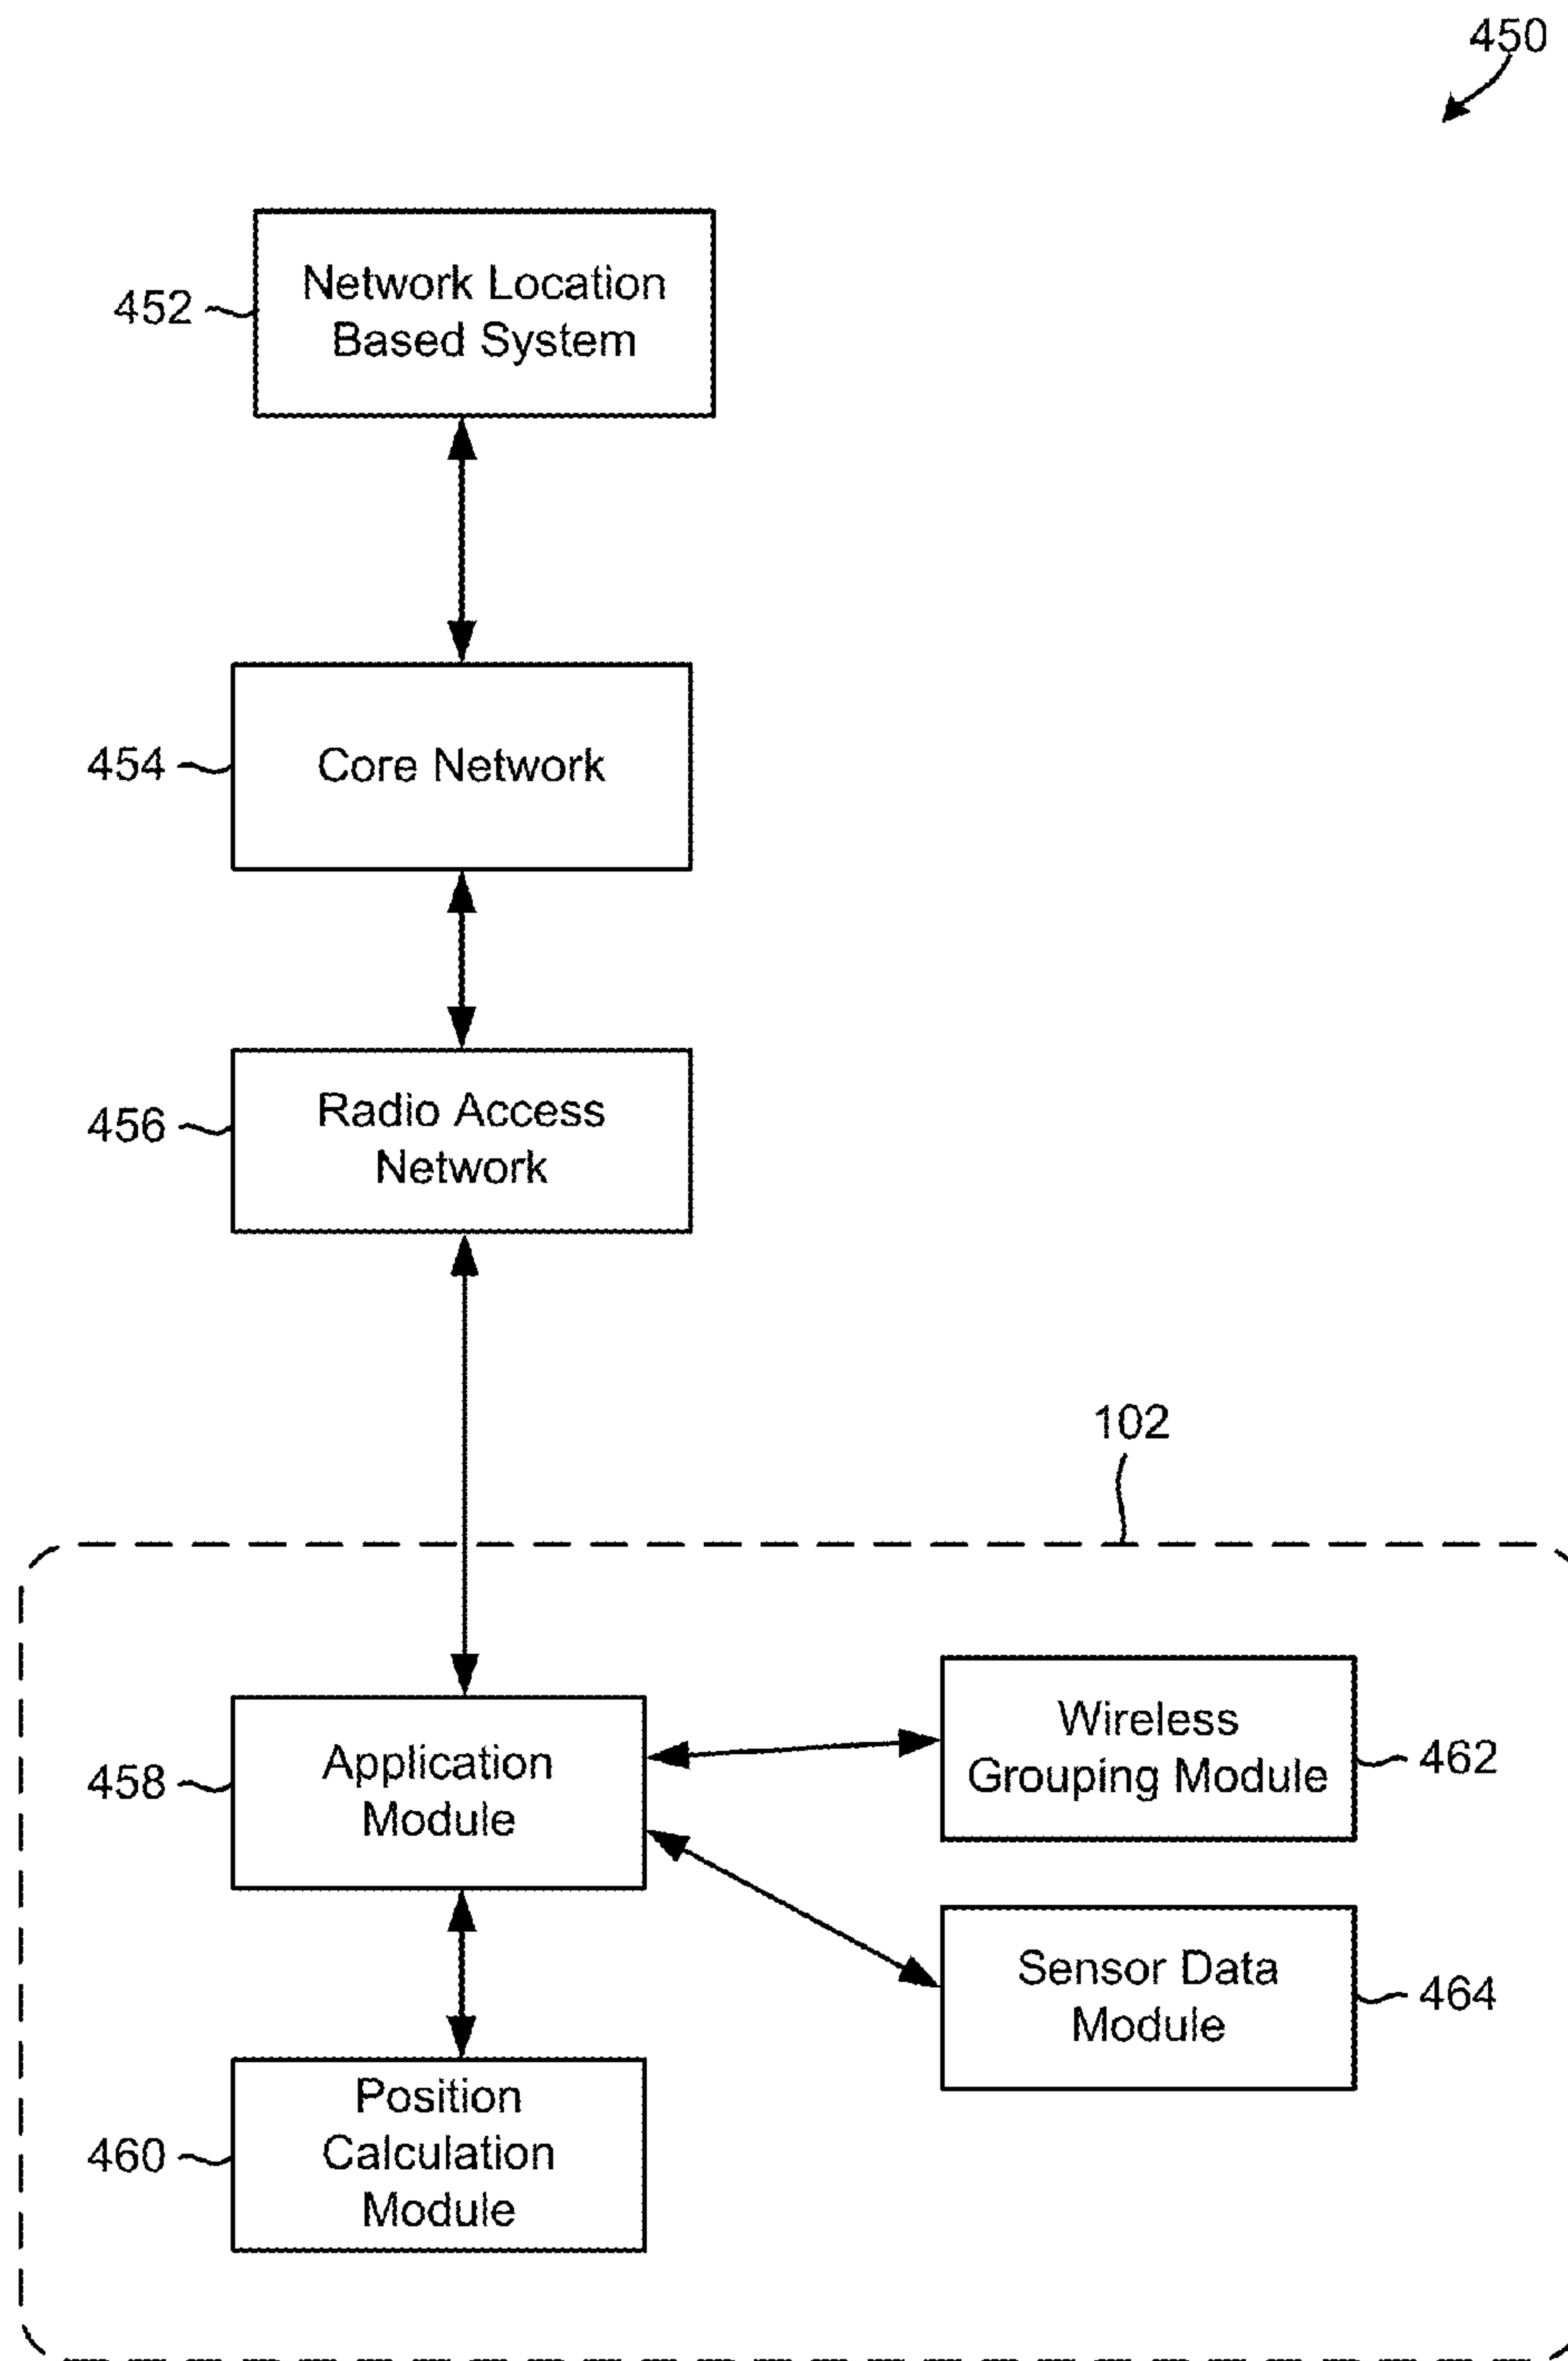 450
Network Location
Based System
452
Core Network
454
Radio Access
Network
456
102
Application
Module
458
Wireless
Grouping Module
462
Sensor Data
Module
464
Position
Calculation
Module
460